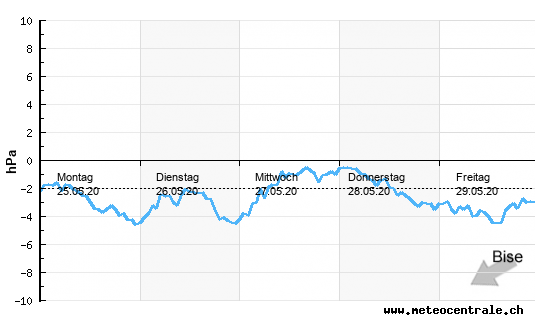 10
8
6
4
2
0
-2
-4
-6
-8
-10
hPa
Montag Dienstag Mittwoch Donnerstag Freitag
25.05.20 26.05.20 27.05.20 28.05.20 29.05.20
Bise
www.meteocentrale.ch